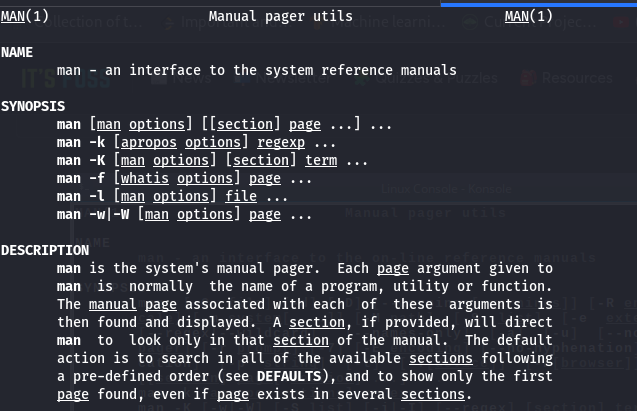 MAN(1) Manual pager utils MAN(1)
NAME
man - an interface to the system reference manuals
SYNOPSIS
man [man options] [[section] page ...] ...
man -k [apropos options] regexp ...
man -K [man options] [section] term ...
man -f [whatis options] page ...
man -l [man options] file ...
man -w|-W [man options] page ...
DESCRIPTION
man is the system's manual pager. Each page argument given to
man is normally the name of a program, utility or function.
The manual page associated with each of these arguments is
then found and displayed. A section, if provided, will direct
man to look only in that section of the manual. The default
action is to search in all of the available sections following
a pre-defined order (see DEFAULTS), and to show only the first
page found, even if page exists in several sections.